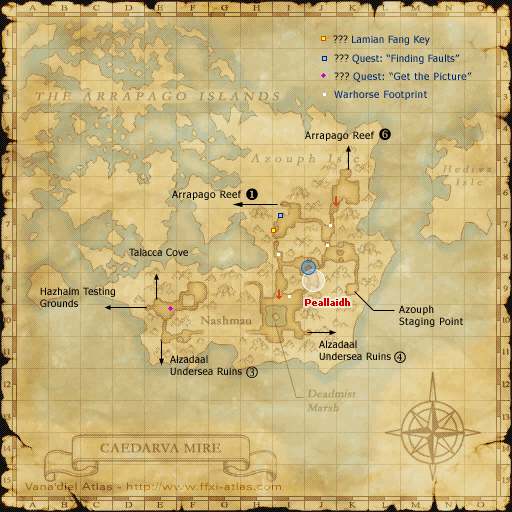 A B C D E F G H I J K L M N O
??? Lamian Fang Key
??? Quest: “Finding Faults”
??? Quest: “Get the Picture”
Warhorse Footprint
THE ARRAPAGO ISLANDS
Arrapago Reef 6
Azouph Isle
Hediva
Isle
Arrapago Reef 1
Talacca Cove
Hazhalm Testing
Grounds
Peallaidh
Azouph
Staging Point
Nashmau
Alzadaal
Undersea Ruins 4
Alzadaal
Undersea Ruins 3
Deadmist
Marsh
CAEDARVA MIRE
Vana'diel Atlas - http://www.ffxi-atlas.com
1
2
3
4
5
6
7
8
9
10
11
12
13
14
15